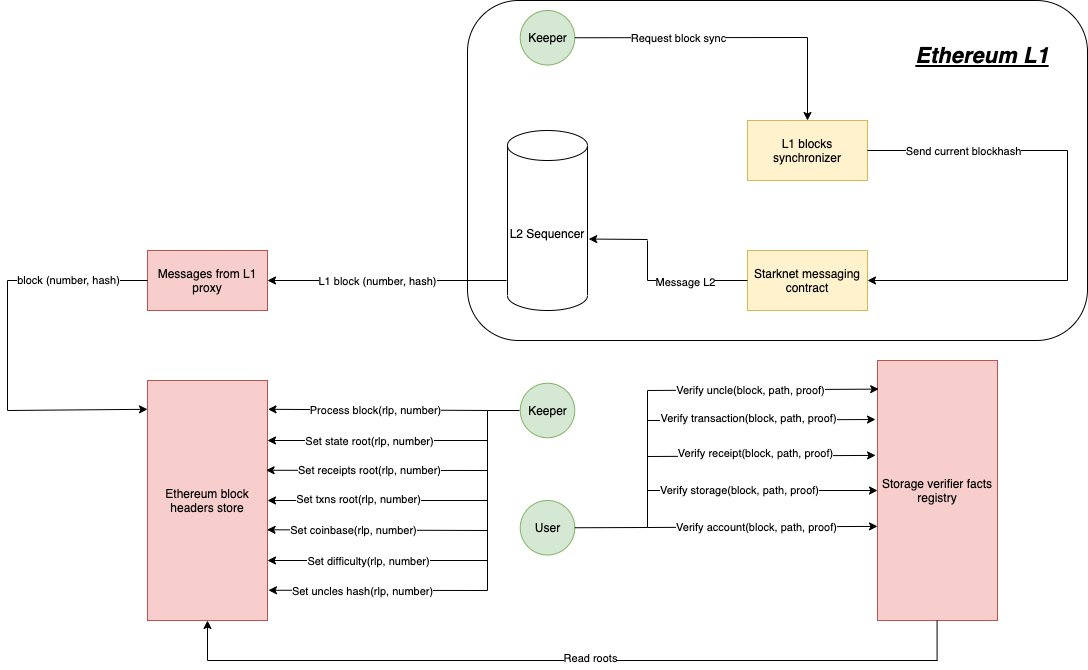 Keeper
Request block sync
Ethereum L1
L1 blocks
synchronizer
Send current blockhash
L2 Sequencer
Messages from L1
proxy
block (number, hash)
L1 block (number, hash)
Message L2
Starknet messaging
contract
Keeper
Process block(rlp, number)
Set state root(rlp, number)
Set receipts root(rlp, number)
Set txns root(rlp, number)
Set coinbase(rlp, number)
Set difficulty(rlp, number)
Set uncles hash(rlp, number)
Ethereum block
headers store
User
Verify uncle(block, path, proof)
Verify transaction(block, path, proof)
Verify receipt(block, path, proof)
Verify storage(block, path, proof)
Verify account(block, path, proof)
Storage verifier facts
registry
Read roots